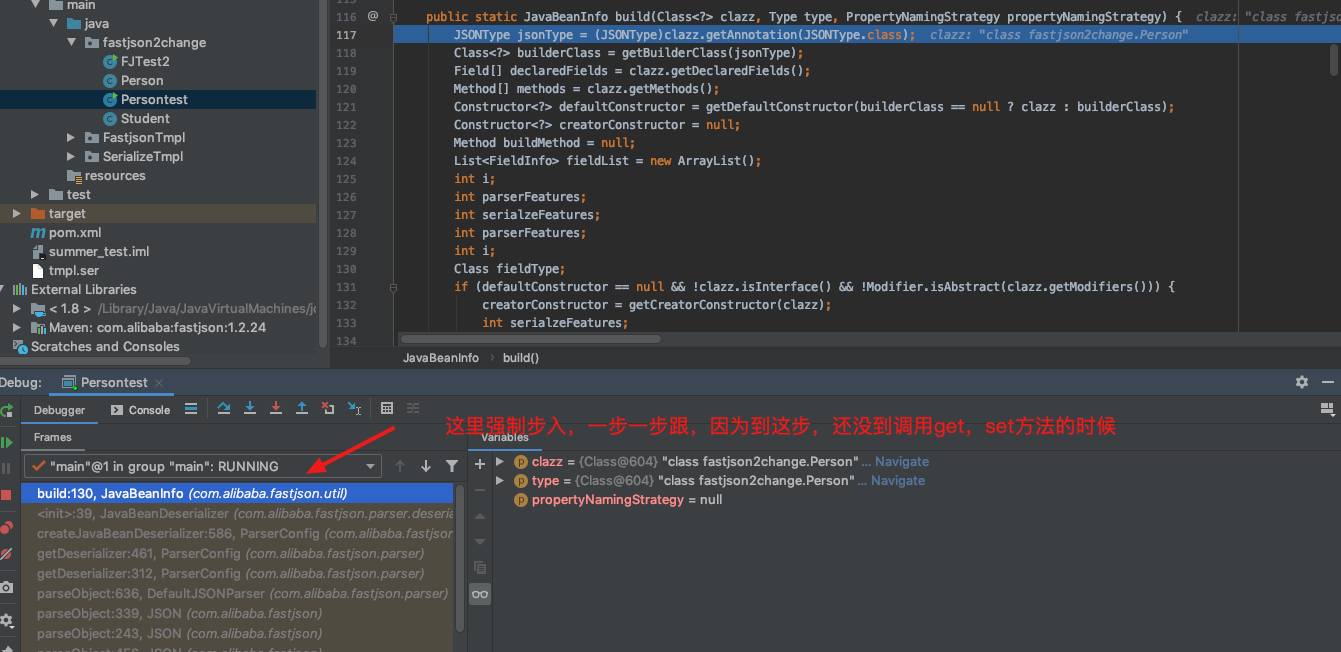 main
java
fastjson2change
FJTest2
Person
Persontest
Student
FastjsonTmpl
SerializeTmpl
resources
test
target
pom.xml
summer_test.iml
tmpl.ser
External Libraries
< 1.8 > /Library/Java/JavaVirtualMachines/
Maven: com.alibaba:fastjson:1.2.24
Scratches and Consoles
116 @ public static JavaBeanInfo build(Class<?> clazz, Type type, PropertyNamingStrategy propertyNamingStrategy) { clazz: "class fastjso
117 JSONType jsonType = (JSONType)clazz.getAnnotation(JSONType.class); clazz: "class fastjson2change.Person"
118 Class<?> builderClass = getBuilderClass(jsonType);
119 Field[] declaredFields = clazz.getDeclaredFields();
120 Method[] methods = clazz.getMethods();
121 Constructor<?> defaultConstructor = getDefaultConstructor(builderClass == null ? clazz : builderClass);
122 Constructor<?> creatorConstructor = null;
123 Method buildMethod = null;
124 List<FieldInfo> fieldList = new ArrayList();
125 int i;
126 int parserFeatures;
127 int serialzeFeatures;
128 int parserFeatures;
129 int i;
130 Class fieldType;
131 if (defaultConstructor == null && !clazz.isInterface() && !Modifier.isAbstract(clazz.getModifiers())) {
132 creatorConstructor = getCreatorConstructor(clazz);
133 int serialzeFeatures;
134
JavaBeanInfo › build()
Debug: Persontest ×
Debugger Console
这里强制步入，一步一步跟，因为到这步，还没到调用get，set方法的时候
Frames
Variables
"main"@1 in group "main": RUNNING
build:130, JavaBeanInfo (com.alibaba.fastjson.util)
<init>:39, JavaBeanDeserializer (com.alibaba.fastjson.parser.deseria
createJavaBeanDeserializer:586, ParserConfig (com.alibaba.fastjson
getDeserializer:461, ParserConfig (com.alibaba.fastjson.parser)
getDeserializer:312, ParserConfig (com.alibaba.fastjson.parser)
parseObject:636, DefaultJSONParser (com.alibaba.fastjson.parser)
parseObject:339, JSON (com.alibaba.fastjson)
parseObject:243, JSON (com.alibaba.fastjson)
clazz = {Class@604} "class fastjson2change.Person" ... Navigate
type = {Class@604} "class fastjson2change.Person" ... Navigate
propertyNamingStrategy = null